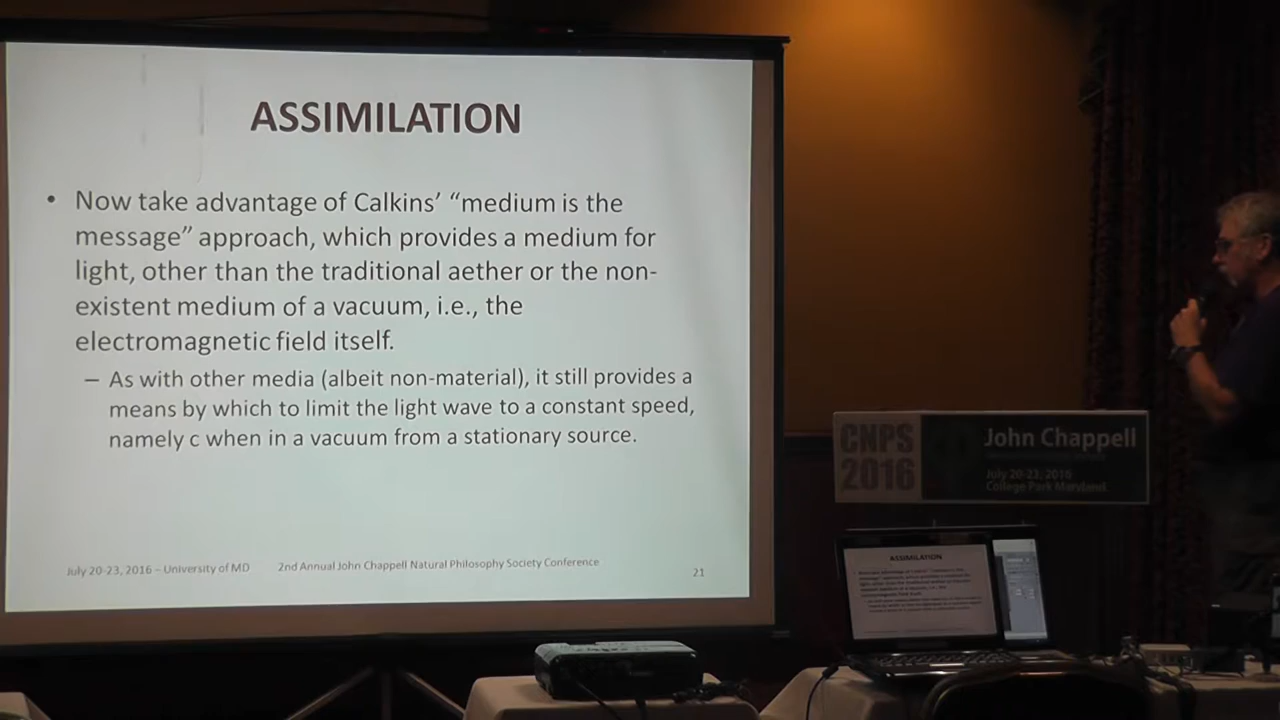 ASSIMILATION
• Now take advantage of Calkins’ “medium is the
message” approach, which provides a medium for
light, other than the traditional aether or the non-
existent medium of a vacuum, i.e., the
electromagnetic field itself.
– As with other media (albeit non-material), it still provides a
means by which to limit the light wave to a constant speed,
namely c when in a vacuum from a stationary source.
July 20-23, 2016 – University of MD 2nd Annual John Chappell Natural Philosophy Society Conference 21
CNPS
2016
John Chappell
July 20-23, 2016
College Park Maryland
ASSIMILATION